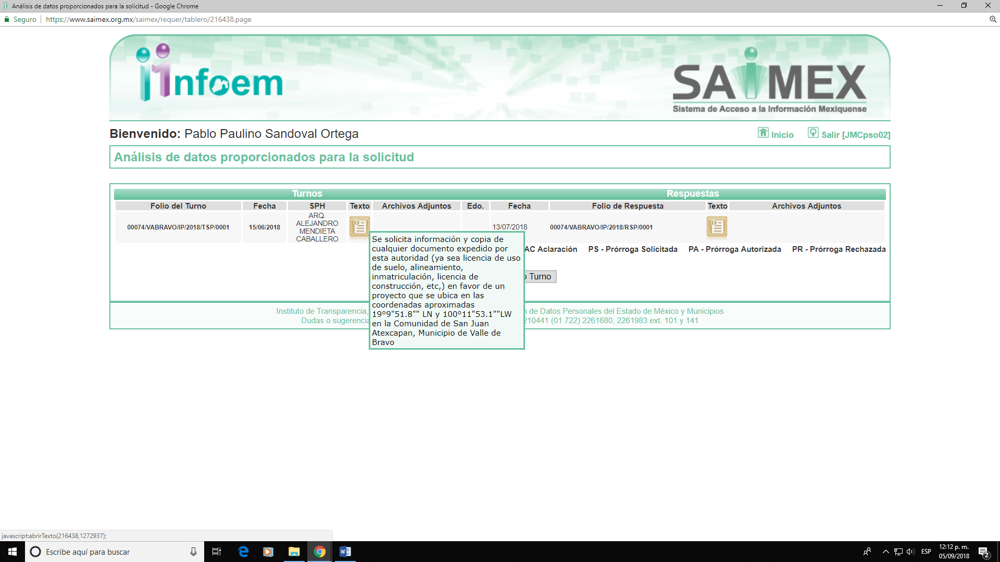 Análisis de datos proporcionados para la solicitud - Google Chrome
Seguro
https://www.saimex.org.mx/saimex/requer/tablero/216438.page
infoem
SAIMEX
Sistema de Acceso a la Información Mexiquense
Bienvenido: Pablo Paulino Sandoval Ortega
Inicio
Salir [JMCpso02]
Análisis de datos proporcionados para la solicitud
Turnos
Respuestas
Folio del Turno
Fecha
SPH
Texto
Archivos Adjuntos
Edo.
Fecha
Folio de Respuesta
Texto
Archivos Adjuntos
00074/VABRAVO/IP/2018/TSP/0001
15/06/2018
ARQ.
ALEJANDRO
MENDIETA
CABALLERO
13/07/2018
00074/VABRAVO/IP/2018/RSP/0001
Se solicita información y copia de
cualquier documento expedido por
esta autoridad (ya sea licencia de uso
de suelo, alineamiento,
inmatriculación, licencia de
construcción, etc,) en favor de un
proyecto que se ubica en las
coordenadas aproximadas
19º9"51.8"" LN y 100º11"53.1""LW
en la Comunidad de San Juan
Atexcapan, Municipio de Valle de
Bravo
AC Aclaración
PS - Prórroga Solicitada
PA - Prórroga Autorizada
PR - Prórroga Rechazada
Turno
Instituto de Transparencia,
de Datos Personales del Estado de México y Municipios
Dudas o sugerencia
210441 (01 722) 2261680, 2261983 ext. 101 y 141
javascript:abrirTexto(216438,1272937);
Escribe aquí para buscar
ESP
12:12 p. m.
05/09/2018
2